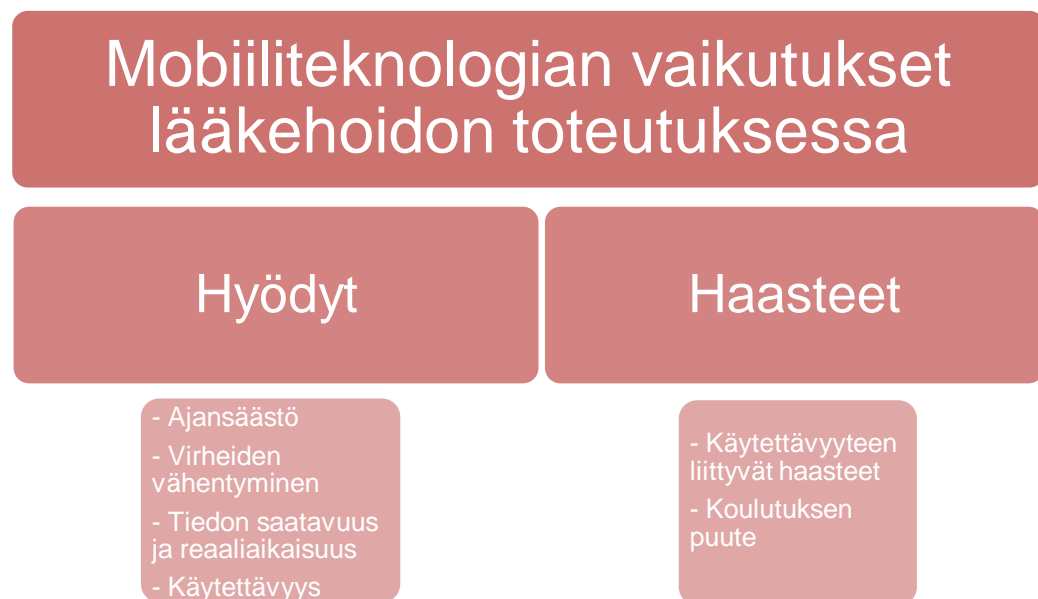 Mobiiliteknologian vaikutukset
lääkehoidon toteutuksessa
Hyödyt
Haasteet
- Ajansäästö
- Virheiden
vähentyminen
- Tiedon saatavuus
ja reaaliaikaisuus
- Käytettävyys
- Käytettävyyteen
liittyvät haasteet
- Koulutuksen
puute